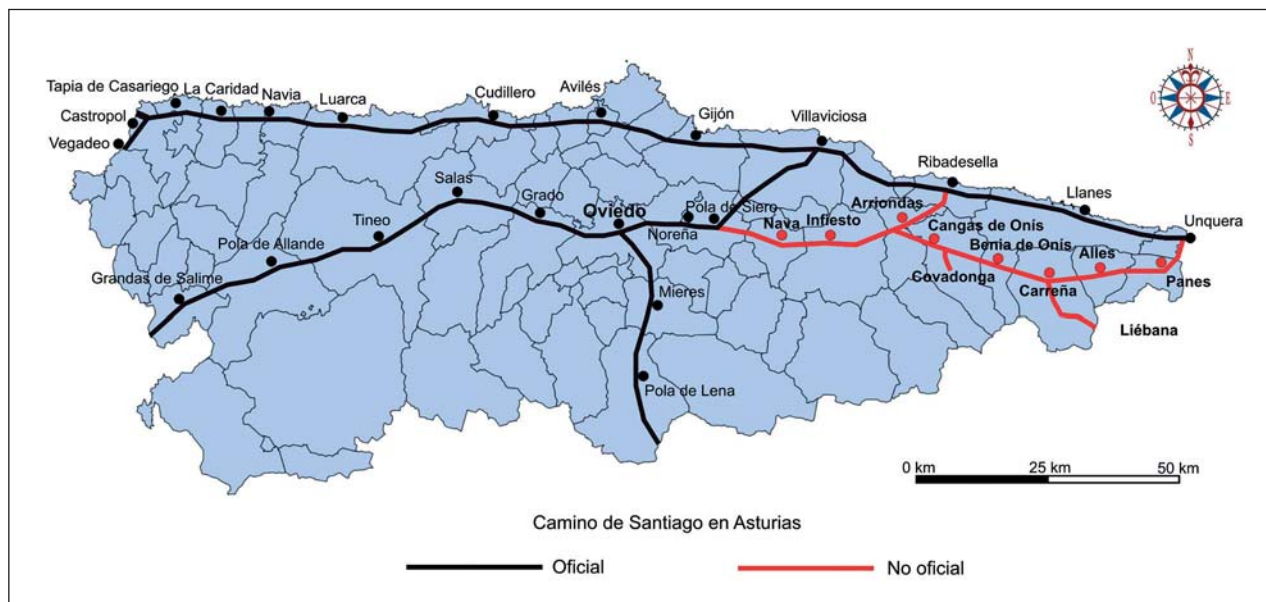 N
O
E
S
Tapia de Casariego
La Caridad
Navia
Luarca
Cudillero
Avilés
Gijón
Villaviciosa
Castropol
Vegadeo
Ribadesella
Llanes
Unquera
Salas
Grado
Oviedo
Noreña
Pola de Siero
Nava
Infiesto
Arriondas
Cangas de Onís
Benia de Onís
Alles
Panes
Covadonga
Carreña
Liébana
Tineo
Pola de Allande
Grandas de Salime
Mieres
Pola de Lena
0 km
25 km
50 km
Camino de Santiago en Asturias
Oficial
No oficial